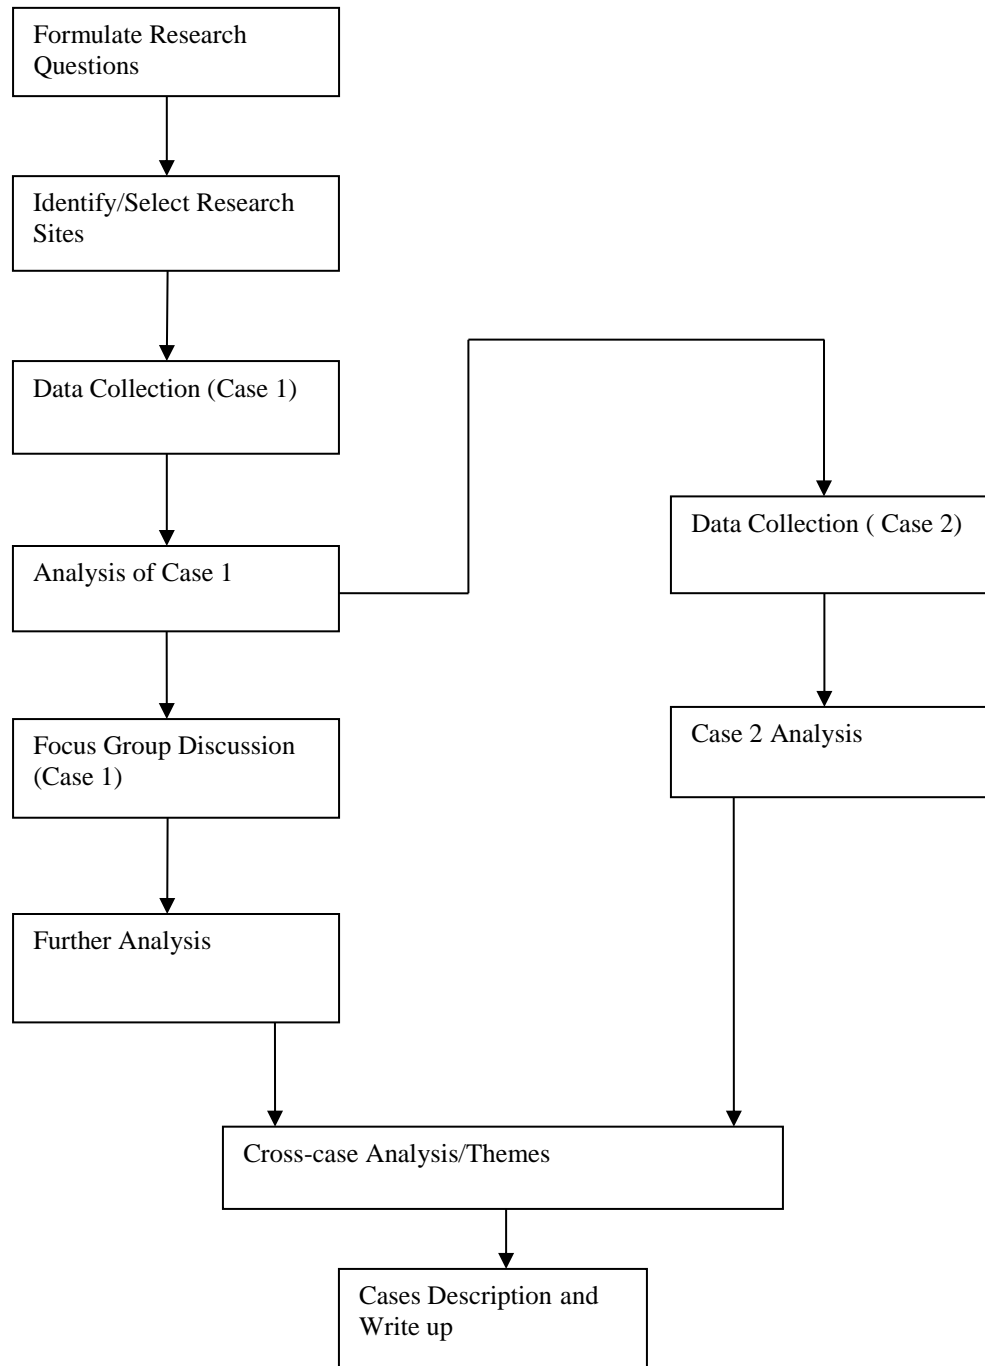 Formulate Research
Questions
Identify/Select Research
Sites
Data Collection (Case 1)
Analysis of Case 1
Focus Group Discussion
(Case 1)
Further Analysis
Data Collection ( Case 2)
Case 2 Analysis
Cross-case Analysis/Themes
Cases Description and
Write up